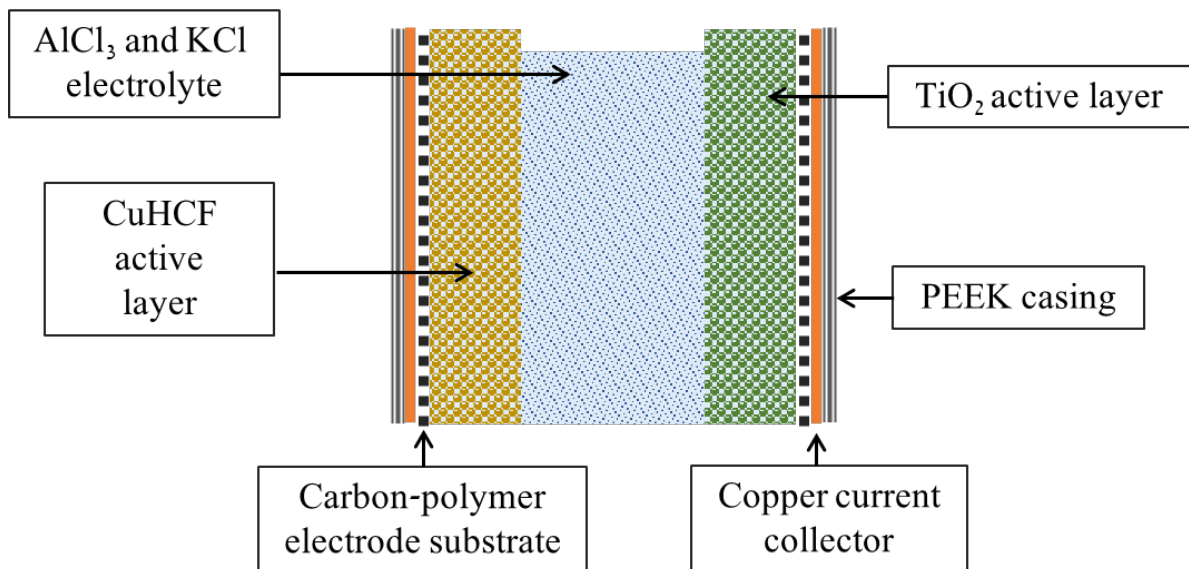 AlCl₃ and KCl
electrolyte
TiO₂ active layer
CuHCF
active
layer
PEEK casing
Carbon-polymer
electrode substrate
Copper current
collector